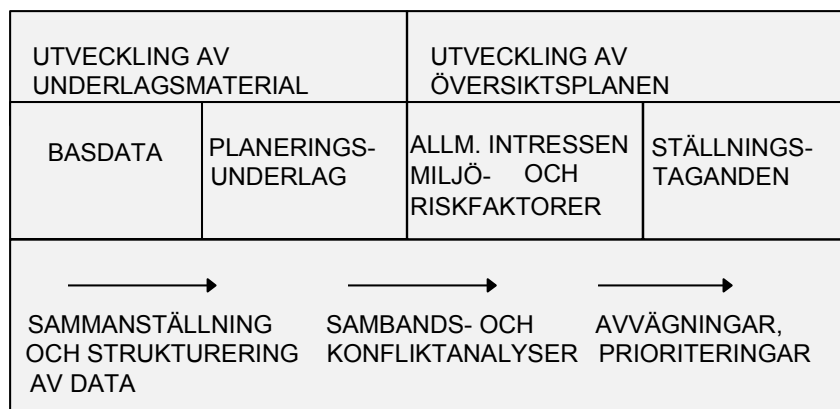 UTVECKLING AV
UNDERLAGSMATERIAL
UTVECKLING AV
ÖVERSIKTSPLANEN
BASDATA
PLANERINGS-
UNDERLAG
ALLM. INTRESSEN
MILJÖ- OCH
RISKFAKTORER
STÄLLNINGS-
TAGANDEN
SAMMANSTÄLLNING
OCH STRUKTURERING
AV DATA
SAMBANDS- OCH
KONFLIKTANALYSER
AVVÄGNINGAR,
PRIORITERINGAR